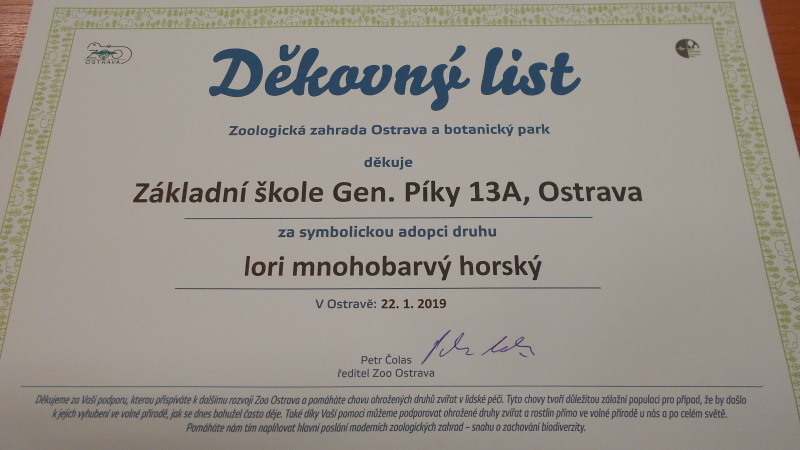 OSTRAVA
Děkovný list
Zoologická zahrada Ostrava a botanický park
děkuje
Základní škole Gen. Píky 13A, Ostrava
za symbolickou adopci druhu
lori mnohobarvý horský
V Ostravě: 22. 1. 2019
Petr Čolas
ředitel Zoo Ostrava
Děkujeme za Vaši podporu, kterou přispíváte k dalšímu rozvoji Zoo Ostrava a pomáháte chovu ohrožených druhů zvířat v lidské péči. Tyto chovy tvoří důležitou záložní populaci pro případ, že by došlo
k jejich vyhubení ve volné přírodě, jak se dnes bohužel často děje. Také díky Vaší pomoci můžeme podporovat ohrožené druhy zvířat a rostlin přímo ve volné přírodě u nás a po celém světě.
Pomáháte nám tím naplňovat hlavní poslání moderních zoologických zahrad – snahu o zachování biodiverzity.